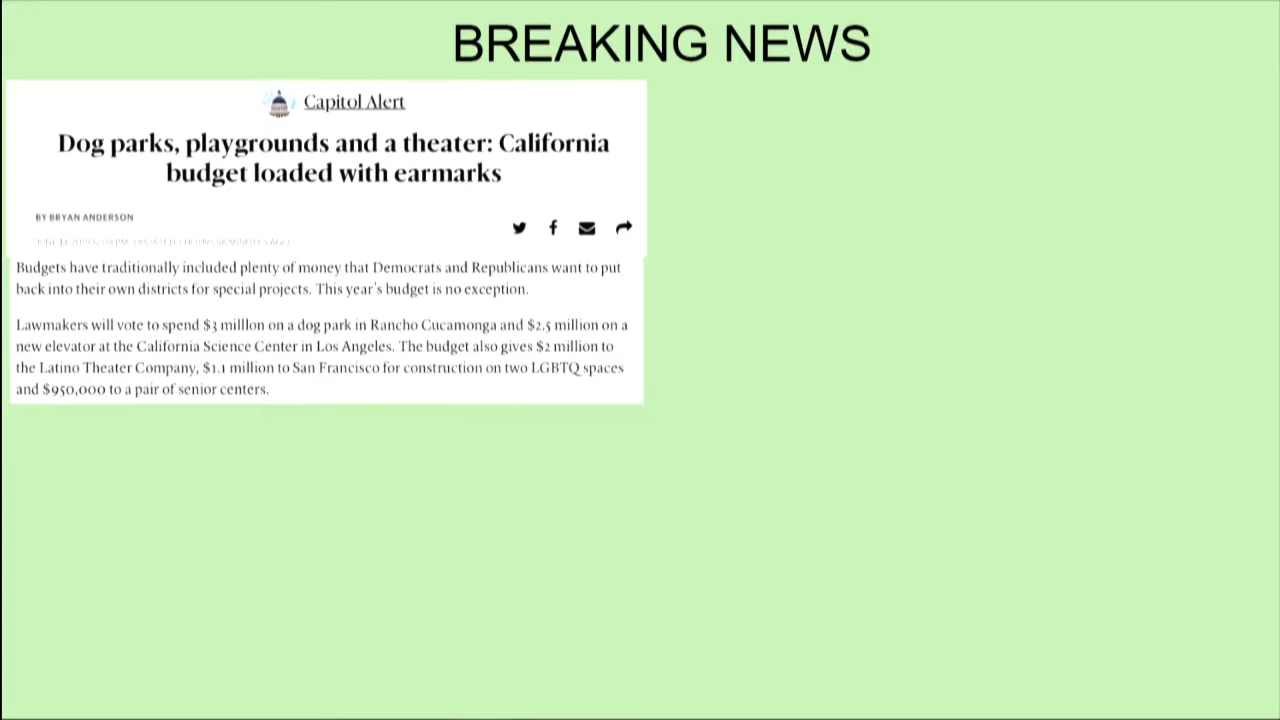 BREAKING NEWS
Capitol Alert
Dog parks, playgrounds and a theater: California
budget loaded with earmarks
BY BRYAN ANDERSON
Budgets have traditionally included plenty of money that Democrats and Republicans want to put
back into their own districts for special projects. This year's budget is no exception.
Lawmakers will vote to spend $3 milllon on a dog park in Rancho Cucamonga and $2.5 million on a
new elevator at the California Science Center in Los Angeles. The budget also gives $2 million to
the Latino Theater Company, $1.1 million to San Francisco for construction on two LGBTQ spaces
and $950,000 to a pair of senior centers.